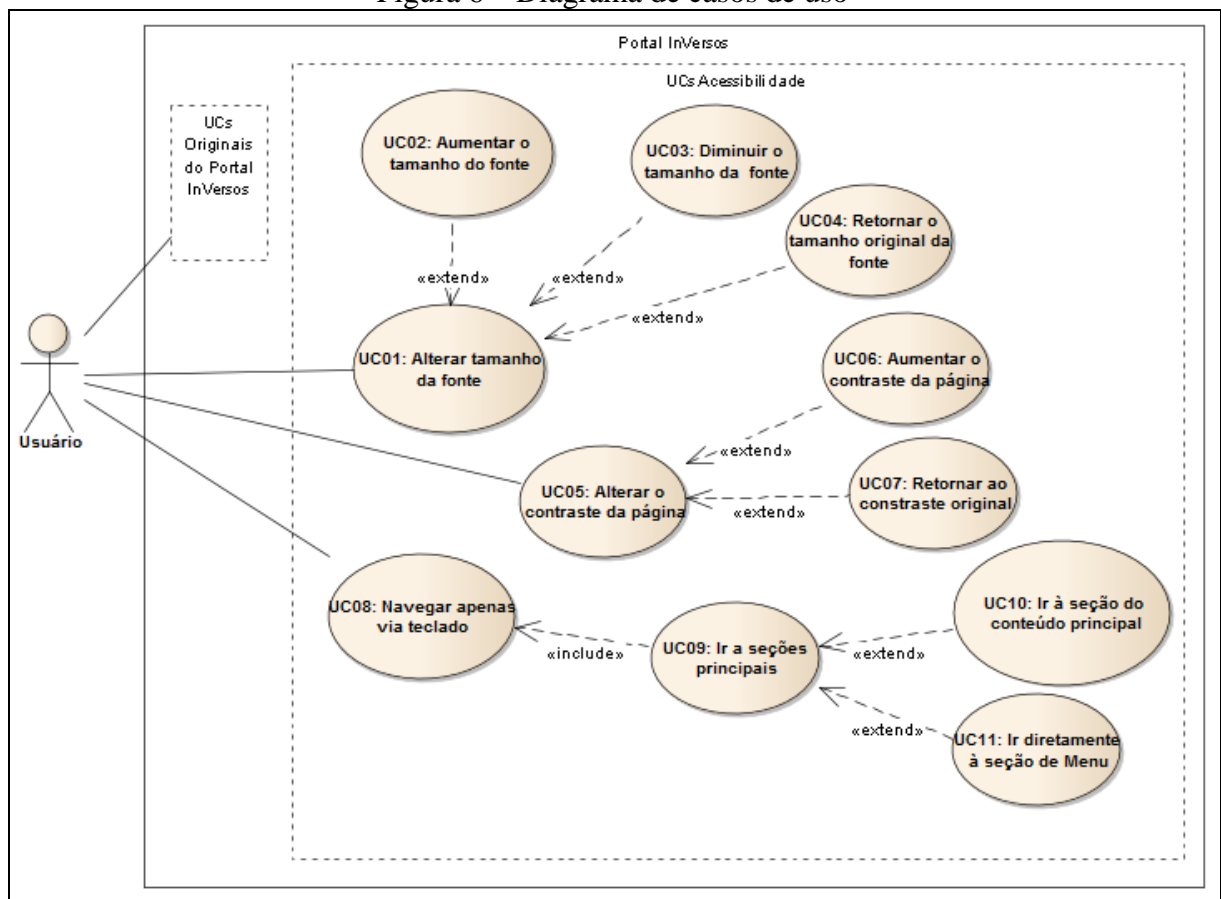 Figura 6 – Diagrama de casos de uso
Portal InVersos
UCs Acessibilidade
UCs
Originais
do Portal
InVersos
UC02: Aumentar o
tamanho do fonte
UC03: Diminuir o
tamanho da fonte
UC04: Retornar o
tamanho original da
fonte
«extend»
«extend»
«extend»
UC01: Alterar tamanho
da fonte
UC06: Aumentar o
contraste da página
Usuário
«extend»
UC05: Alterar o
contraste da página
UC07: Retornar ao
constraste original
«extend»
UC08: Navegar apenas
via teclado
«include»
UC09: Ir a seções
principais
UC10: Ir à seção do
conteúdo principal
«extend»
«extend»
UC11: Ir diretamente
à seção de Menu